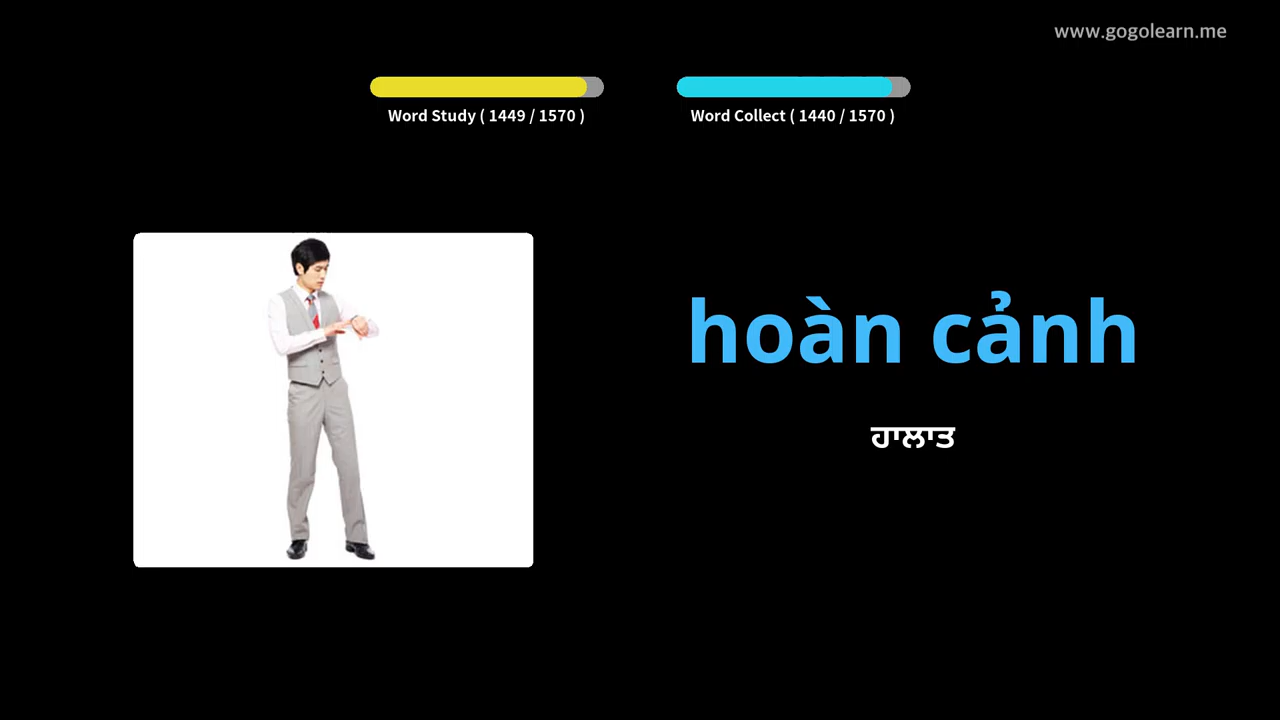 www.gogolearn.me
Word Study ( 1449 / 1570 )
Word Collect ( 1440 / 1570 )
hoàn cảnh
ਹਾਲਾਤ